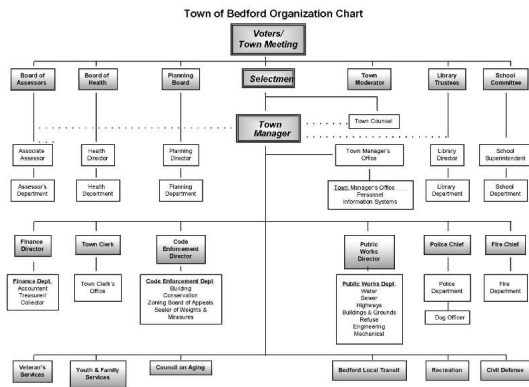 Town of Bedford Organization Chart
Voters/
Town Meeting
Board of
Assessors
Board of
Health
Planning
Board
Selectmen
Town
Moderator
Library
Trustees
School
Committee
Town Counsel
Town
Manager
Associate
Assessor
Health
Director
Planning
Director
Town Manager's
Office
Library
Director
School
Superintendent
Assessor's
Department
Health
Department
Planning
Department
Town Manager's Office
Personnel
Information Systems
Library
Department
School
Department
Finance
Director
Town Clerk
Code
Enforcement
Director
Public
Works
Director
Police Chief
Fire Chief
Finance Dept.
Accountant
Treasurer/
Collector
Town Clerk's
Office
Code Enforcement Dept.
Building
Conservation
Zoning Board of Appeals
Sealer of Weights &
Measures
Public Works Dept.
Water
Sewer
Highways
Buildings & Grounds
Refuse
Engineering
Mechanical
Police
Department
Fire
Department
Dog Officer
Veteran's
Services
Youth & Family
Services
Council on Aging
Bedford Local Transit
Recreation
Civil Defense